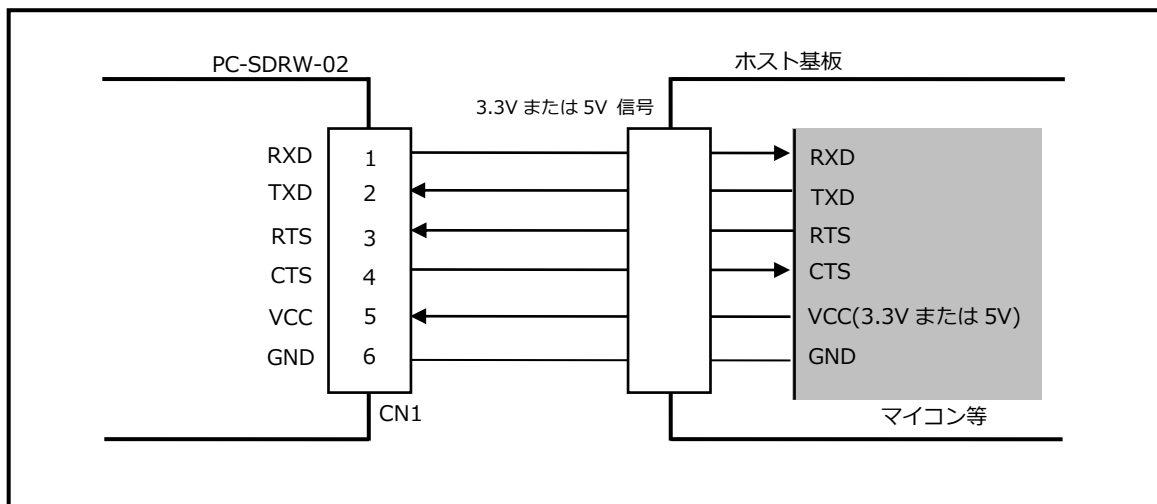 PC-SDRW-02
ホスト基板
3.3V または 5V 信号
RXD 1 RXD
TXD 2 TXD
RTS 3 RTS
CTS 4 CTS
VCC 5 VCC(3.3V または 5V)
GND 6 GND
CN1
マイコン等